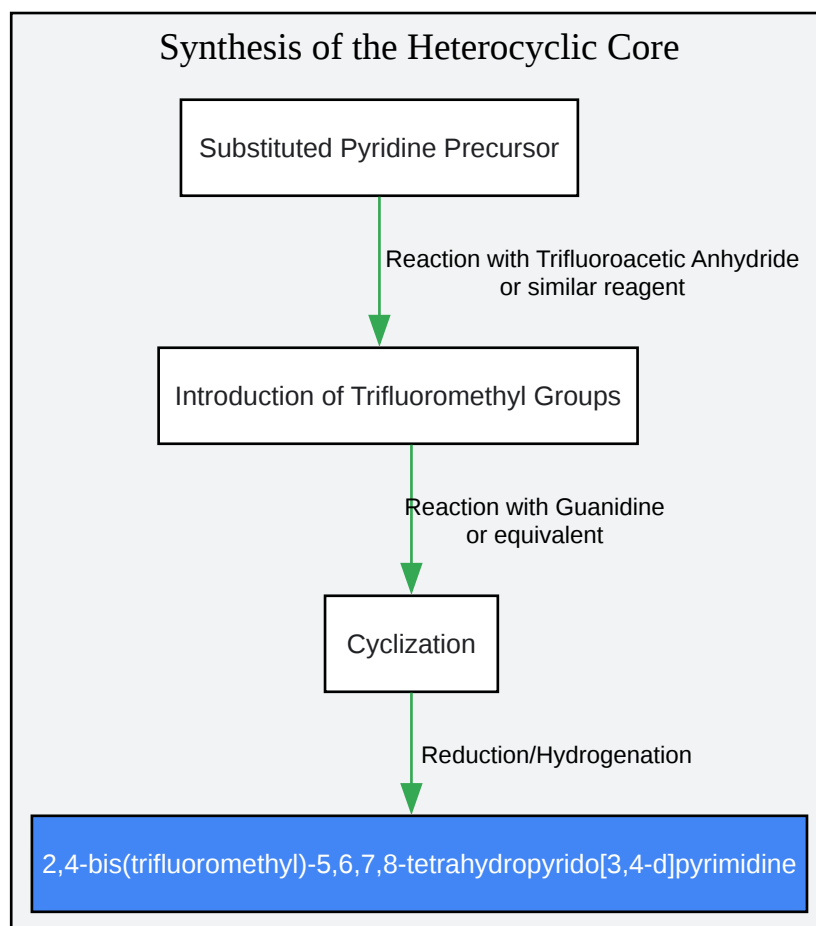 Synthesis of the Heterocyclic Core
Substituted Pyridine Precursor
Reaction with Trifluoroacetic Anhydride
or similar reagent
Introduction of Trifluoromethyl Groups
Reaction with Guanidine
or equivalent
Cyclization
Reduction/Hydrogenation
2,4-bis(trifluoromethyl)-5,6,7,8-tetrahydropyrido[3,4-d]pyrimidine